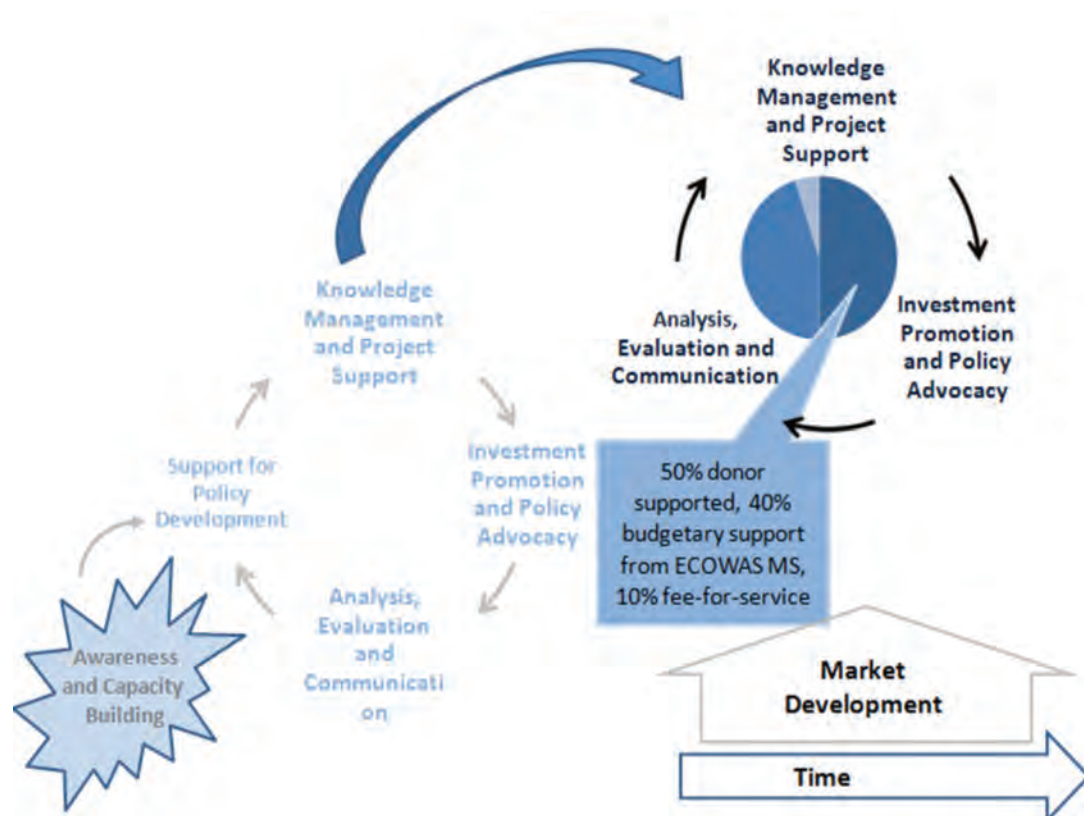 Knowledge
Management
and Project
Support
Analysis,
Evaluation and
Communication
Investment
Promotion
and Policy
Advocacy
Knowledge
Management
and Project
Support
Support for
Policy
Development
Investment
Promotion
and Policy
Advocacy
50% donor
supported, 40%
budgetary support
from ECOWAS MS,
10% fee-for-service
Analysis,
Evaluation
and
Communicati
on
Awareness
and Capacity
Building
Market
Development
Time